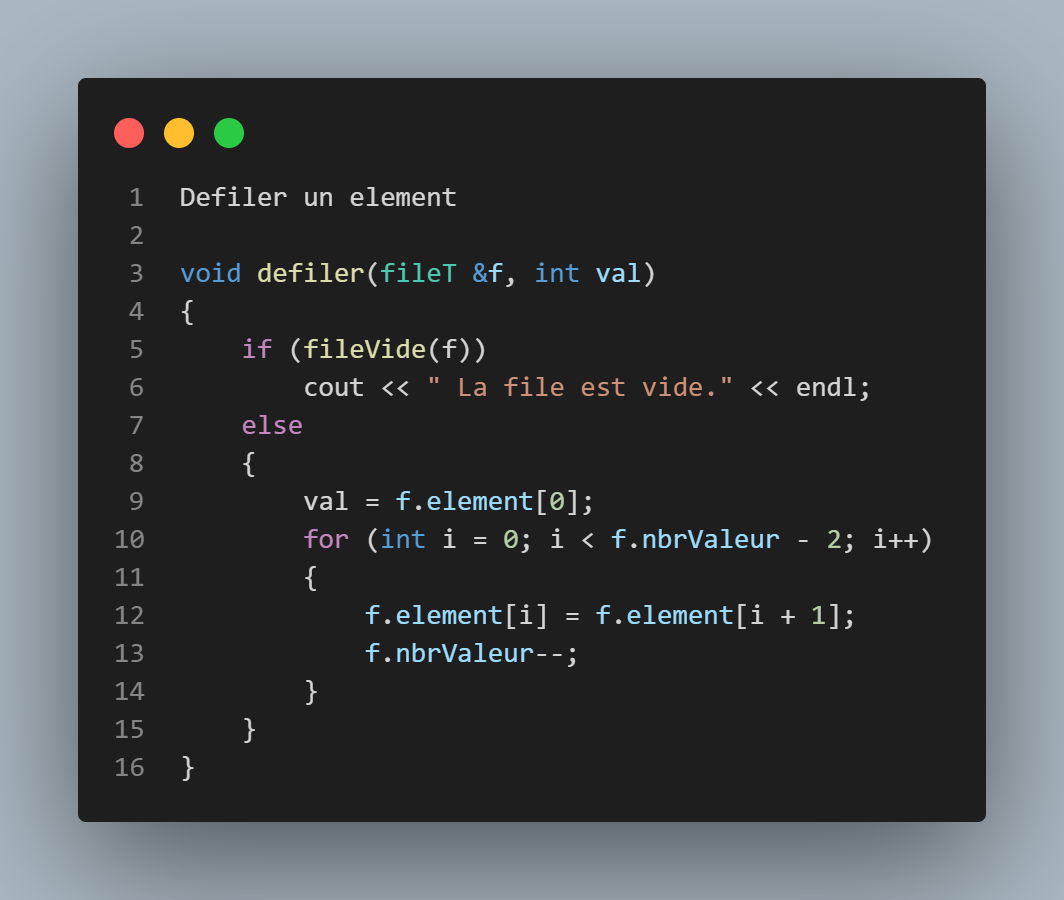 1 Defiler un element
2
3 void defiler(fileT &f, int val)
4 {
5     if (fileVide(f))
6         cout << " La file est vide." << endl;
7     else
8     {
9         val = f.element[0];
10         for (int i = 0; i < f.nbrValeur - 2; i++)
11         {
12             f.element[i] = f.element[i + 1];
13             f.nbrValeur--;
14         }
15     }
16 }